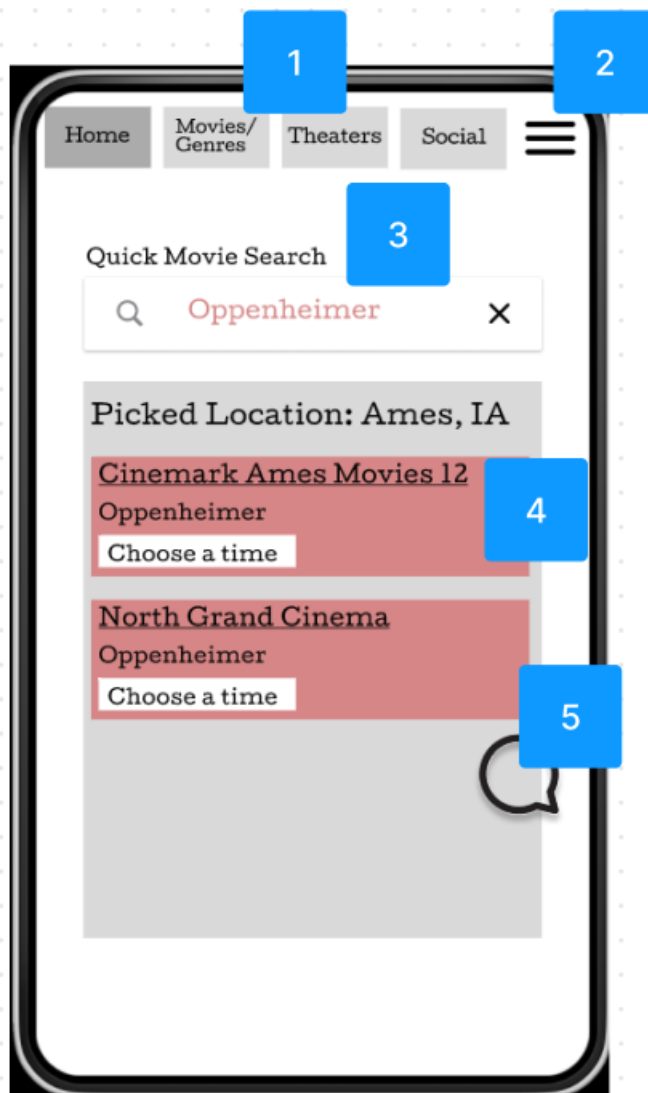 1
2
Home
Movies/
Genres
Theaters
Social
3
Quick Movie Search
Oppenheimer
Picked Location: Ames, IA
Cinemark Ames Movies 12
Oppenheimer
4
Choose a time
North Grand Cinema
Oppenheimer
Choose a time
5